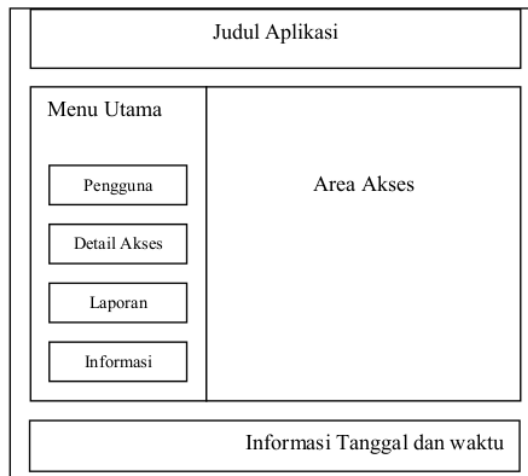 Judul Aplikasi
Menu Utama
Pengguna
Detail Akses
Laporan
Informasi
Area Akses
Informasi Tanggal dan waktu